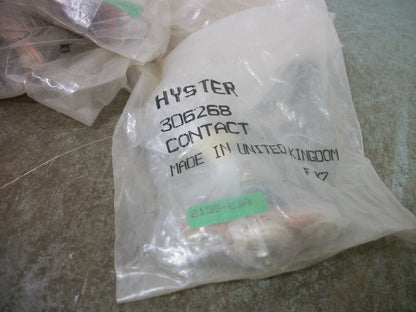 HYSTER
306268
CONTACT
MADE IN UNITED KINGDOM